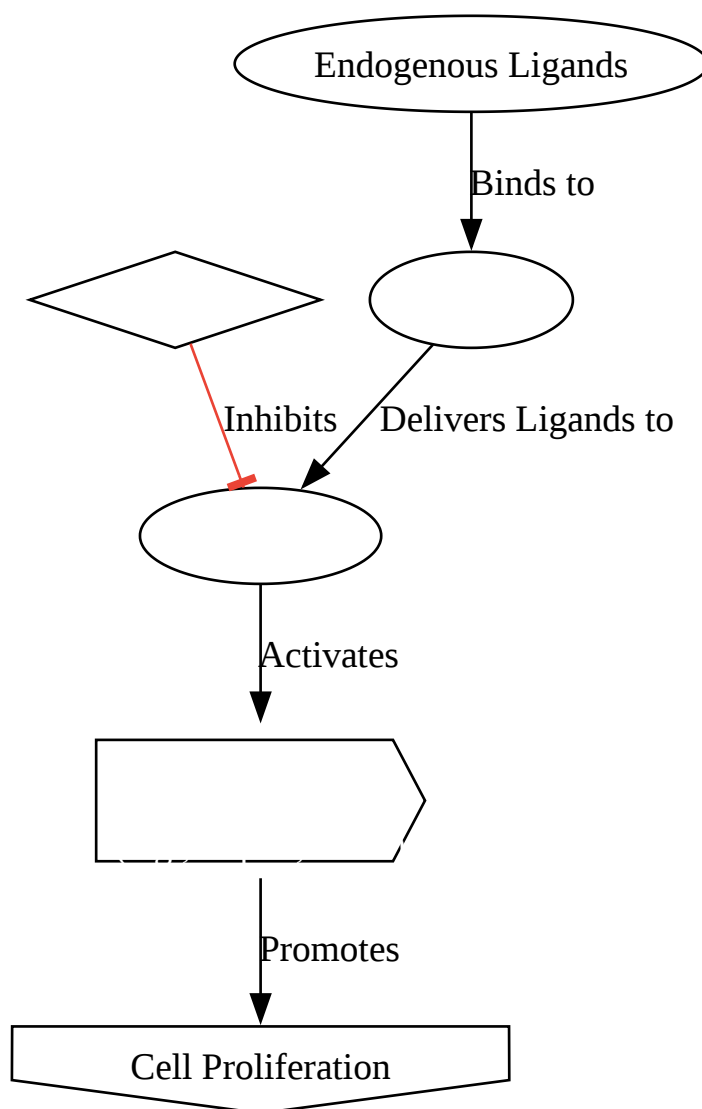 Endogenous Ligands
Binds to
Inhibits
Delivers Ligands to
Activates
Promotes
Cell Proliferation